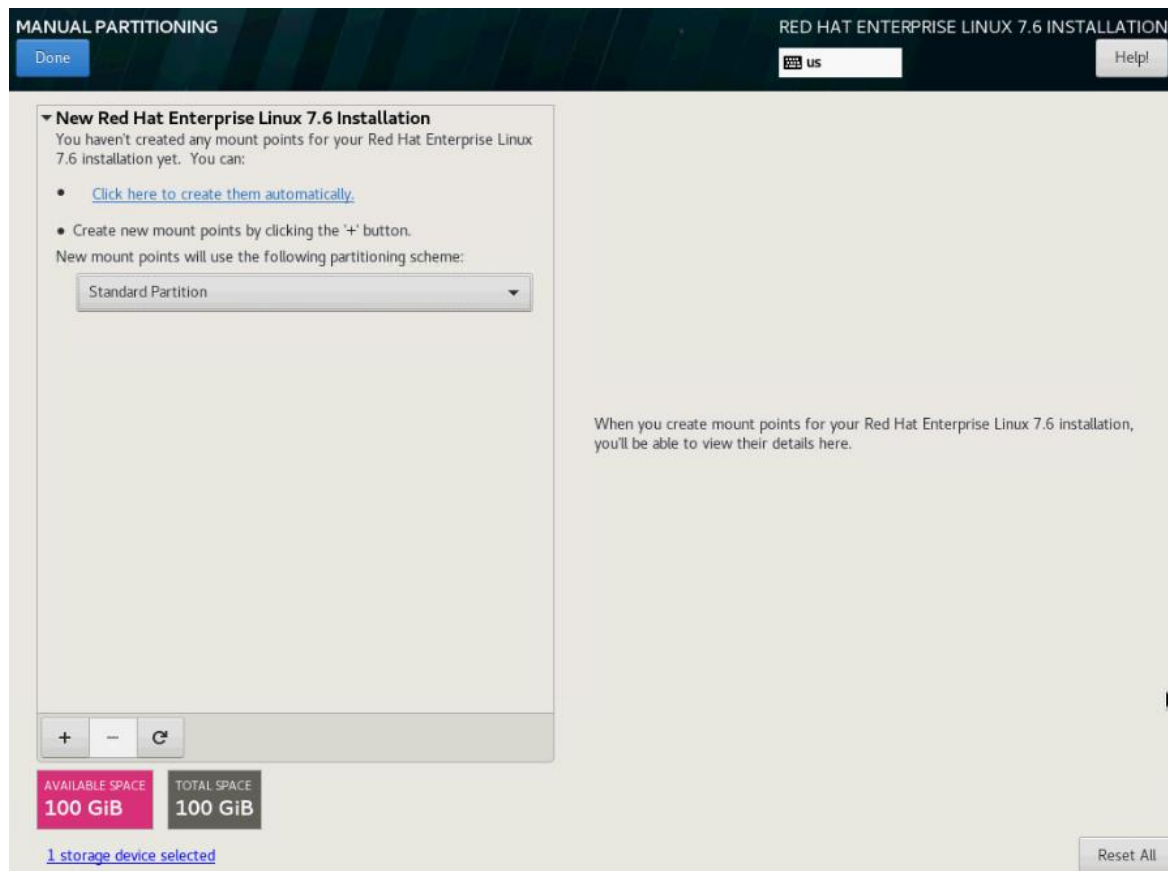 MANUAL PARTITIONING
Done
RED HAT ENTERPRISE LINUX 7.6 INSTALLATION
us
Help!
New Red Hat Enterprise Linux 7.6 Installation
You haven't created any mount points for your Red Hat Enterprise Linux
7.6 installation yet. You can:
• Click here to create them automatically.
• Create new mount points by clicking the '+' button.
New mount points will use the following partitioning scheme:
Standard Partition
When you create mount points for your Red Hat Enterprise Linux 7.6 installation,
you'll be able to view their details here.
+ −
AVAILABLE SPACE
100 GiB
TOTAL SPACE
100 GiB
1 storage device selected
Reset All